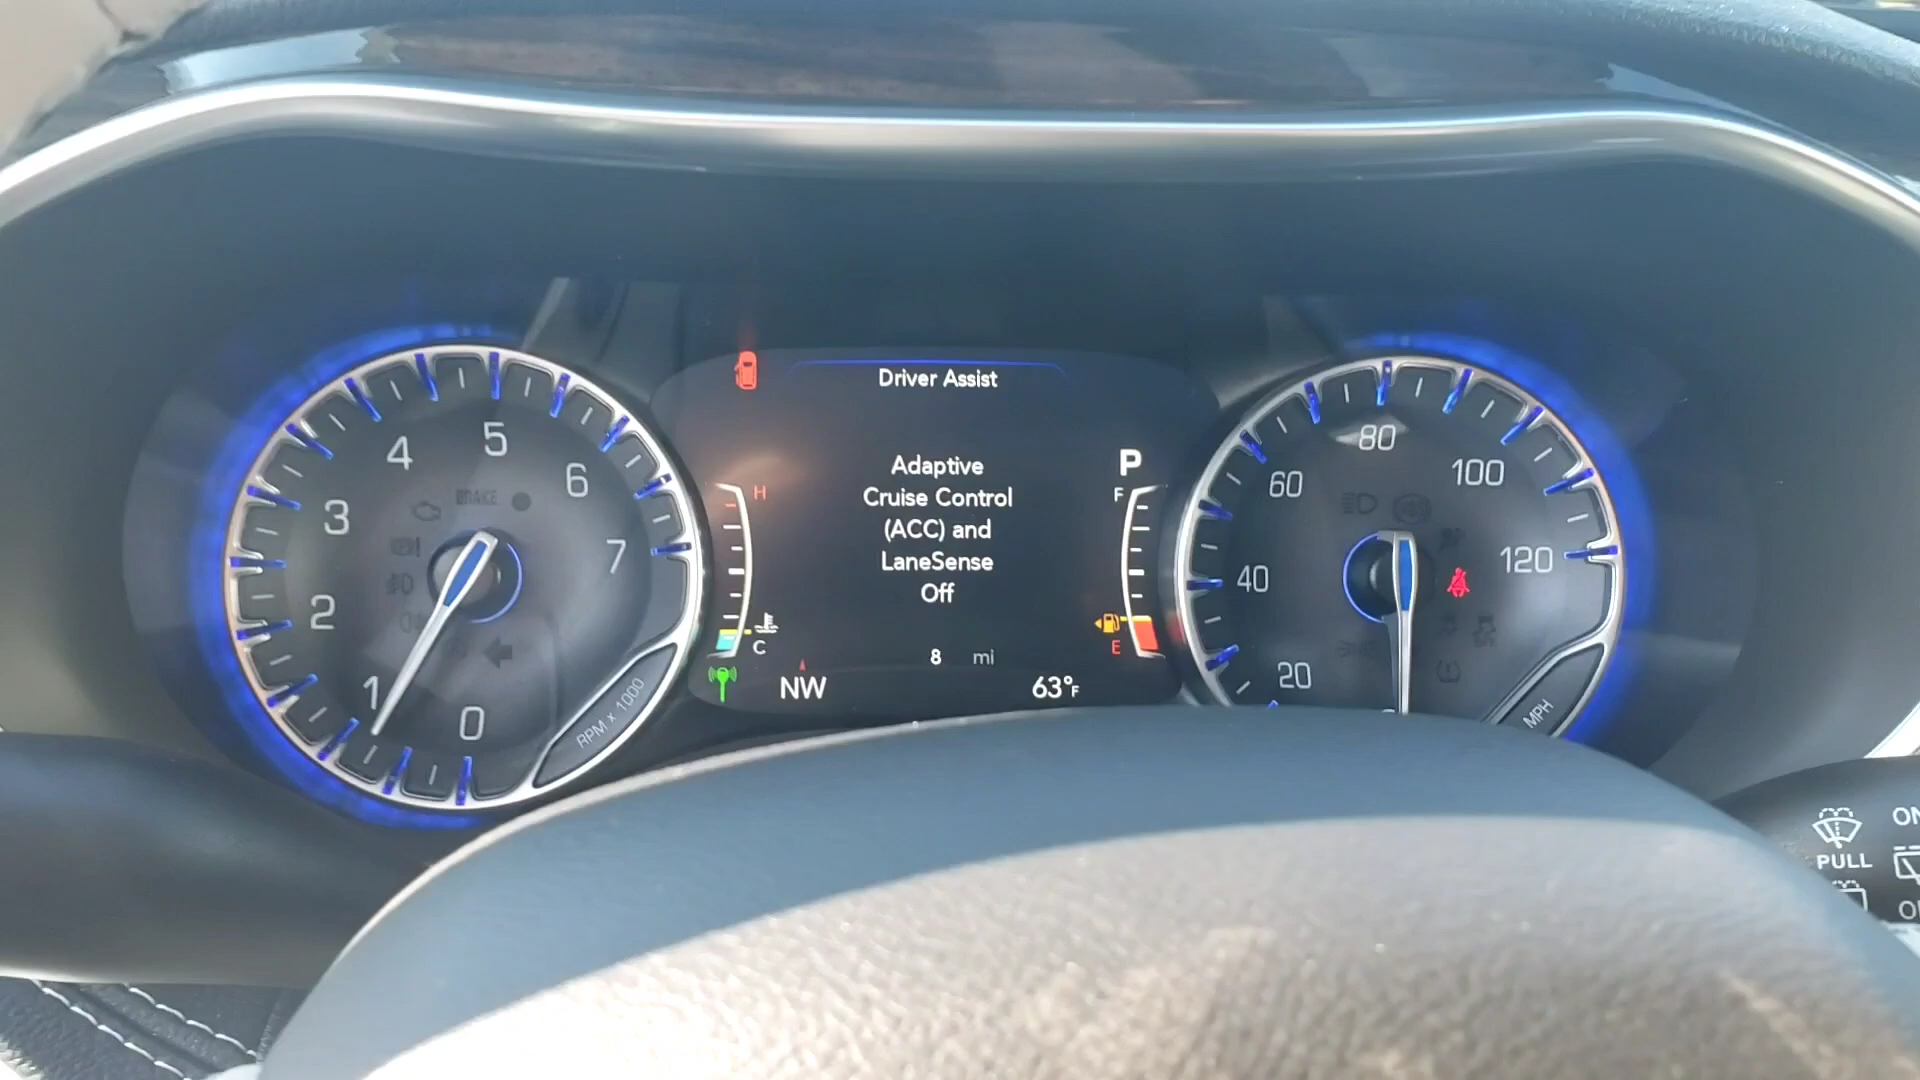 Driver Assist
Adaptive
Cruise Control
(ACC) and
LaneSense
Off
8 mi
NW
63°F
P
H
C
F
E
0
1
2
3
4
5
6
7
RPM x 1000
BRAKE
20
40
60
80
100
120
MPH
PULL